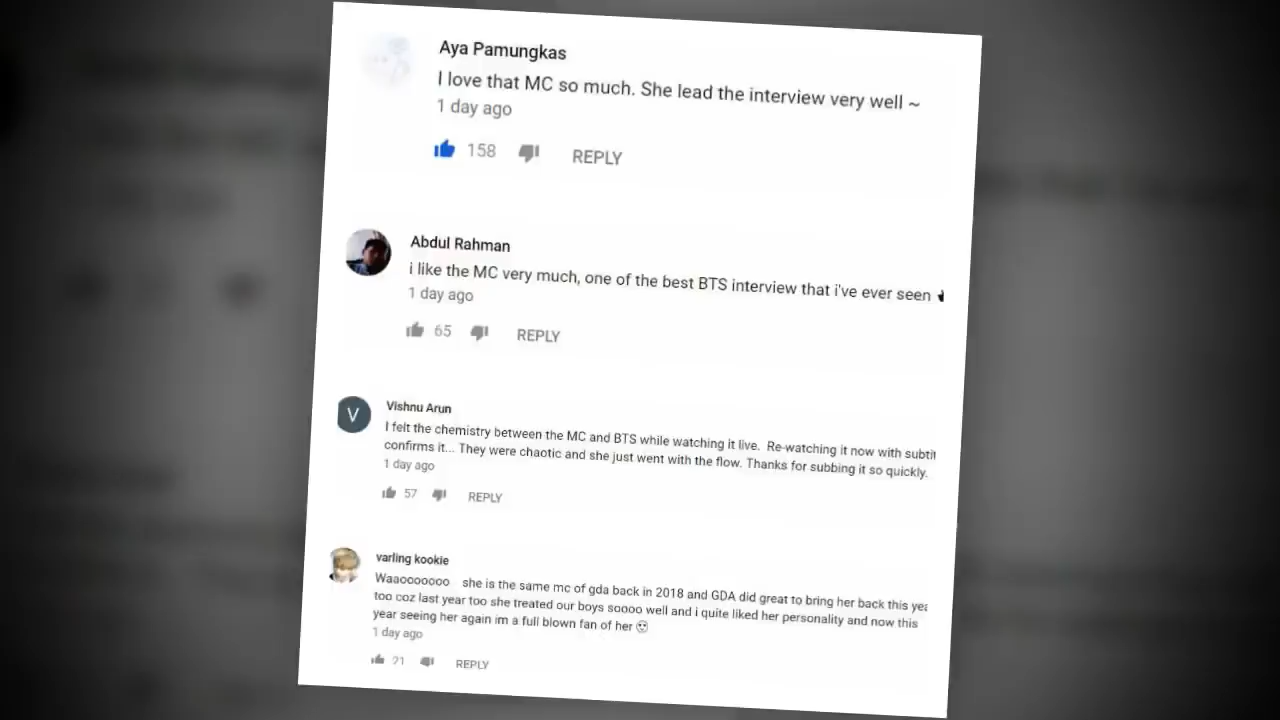 Aya Pamungkas
I love that MC so much. She lead the interview very well ~
1 day ago
158 REPLY
Abdul Rahman
i like the MC very much, one of the best BTS interview that i've ever seen
1 day ago
65 REPLY
V
Vishnu Arun
I felt the chemistry between the MC and BTS while watching it live. Re-watching it now with subtit
confirms it... They were chaotic and she just went with the flow. Thanks for subbing it so quickly.
1 day ago
57 REPLY
varling kookie
Waaooooooo she is the same mc of gda back in 2018 and GDA did great to bring her back this yea
too coz last year too she treated our boys soooo well and i quite liked her personality and now this
year seeing her again im a full blown fan of her 🙂
1 day ago
21 REPLY